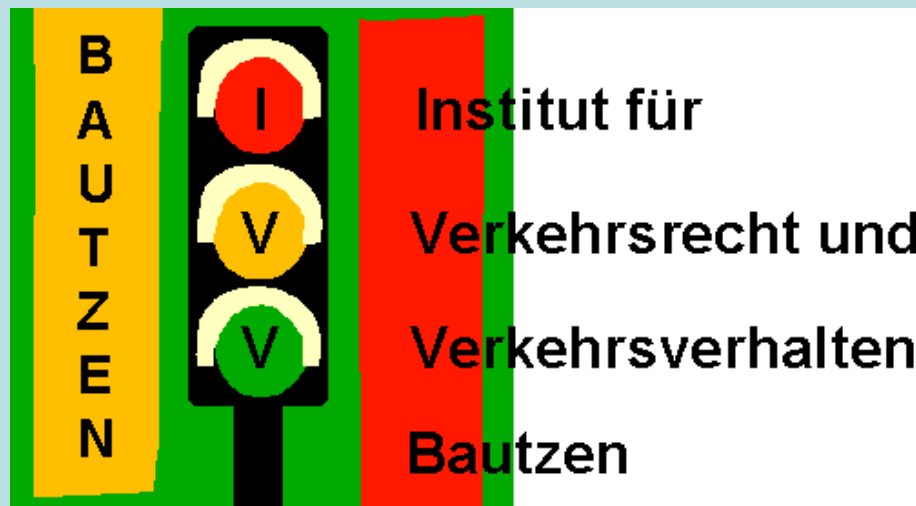 BAUTZEN
I
V
V
Institut für
Verkehrsrecht und
Verkehrsverhalten
Bautzen